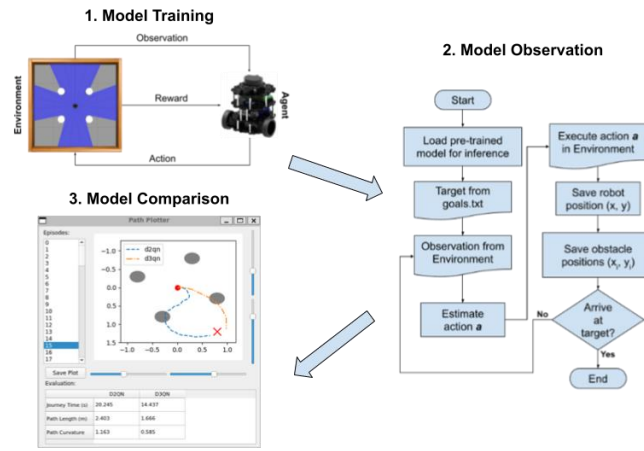 1. Model Training
Observation
Environment
Reward
Agent
Action
2. Model Observation
Start
Load pre-trained
model for inference
Target from
goals.txt
Observation from
Environment
Estimate
action a
Execute action a
in Environment
Save robot
position (x, y)
Save obstacle
positions (xᵢ, yᵢ)
Arrive
at
target?
No
Yes
End
3. Model Comparison
Path Plotter
Episodes:
0
1
2
3
4
5
6
7
8
9
10
11
12
13
14
15
16
17
d2qn
d3qn
−1.0
−0.5
0.0
0.5
1.0
1.5
−1.0 −0.5 0.0 0.5 1.0
Save Plot
Evaluation:
D2QN D3QN
Journey Time (s) 20.245 14.437
Path Length (m) 2.403 1.666
Path Curvature 1.163 0.585